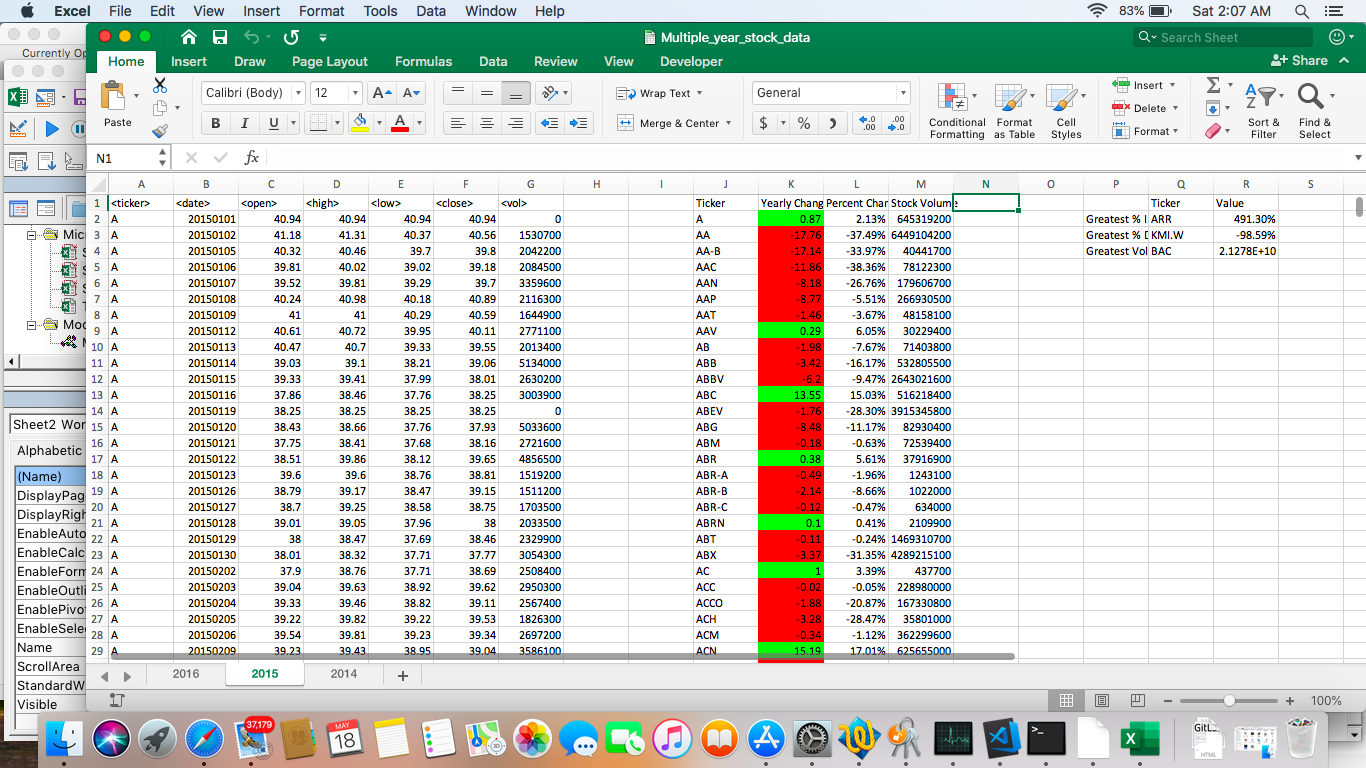 Excel File Edit View Insert Format Tools Data Window Help 83% Sat 2:07 AM
Currently Op
Multiple_year_stock_data
Search Sheet
Home Insert Draw Page Layout Formulas Data Review View Developer Share
Paste Calibri (Body) 12 Wrap Text General Insert
Merge & Center Conditional Formatting Format as Table Cell Styles Delete Format Sort & Filter Find & Select
N1 fx
A B C D E F G H I J K L M N O P Q R S
1 <ticker> <date> <open> <high> <low> <close> <vol> Ticker Yearly Chang Percent Char Stock Volume Ticker Value
2 A 20150101 40.94 40.94 40.94 40.94 0 A 0.87 2.13% 645319200 Greatest % I ARR 491.30%
3 A 20150102 41.18 41.31 40.37 40.56 1530700 AA -17.76 -37.49% 6449104200 Greatest % D KMI.W -98.59%
4 A 20150105 40.32 40.46 39.7 39.8 2042200 AA-B -17.14 -33.97% 40441700 Greatest Vol BAC 2.1278E+10
5 A 20150106 39.81 40.02 39.02 39.18 2084500 AAC -11.86 -38.36% 78122300
6 A 20150107 39.52 39.81 39.29 39.7 3359600 AAN -8.18 -26.76% 179606700
7 A 20150108 40.24 40.98 40.18 40.89 2116300 AAP -8.77 -5.51% 266930500
8 A 20150109 41 41 40.29 40.59 1644900 AAT -1.46 -3.67% 48158100
9 A 20150112 40.61 40.72 39.95 40.11 2771100 AAV 0.29 6.05% 30229400
10 A 20150113 40.47 40.7 39.33 39.55 2013400 AB -1.98 -7.67% 71403800
11 A 20150114 39.03 39.1 38.21 39.06 5134000 ABB -3.42 -16.17% 532805500
12 A 20150115 39.33 39.41 37.99 38.01 2630200 ABBV -6.2 -9.47% 2643021600
13 A 20150116 37.86 38.46 37.76 38.25 3003900 ABC 13.55 15.03% 516218400
14 A 20150119 38.25 38.25 38.25 38.25 0 ABEV -1.76 -28.30% 3915345800
15 A 20150120 38.43 38.66 37.76 37.93 5033600 ABG -8.48 -11.17% 82930400
16 A 20150121 37.75 38.41 37.68 38.16 2721600 ABM -0.18 -0.63% 72539400
17 A 20150122 38.51 39.86 38.12 39.65 4856500 ABR 0.38 5.61% 37916900
18 A 20150123 39.6 39.6 38.76 38.81 1519200 ABR-A -0.49 -1.96% 1243100
19 A 20150126 38.79 39.17 38.47 39.15 1511200 ABR-B -2.14 -8.66% 1022000
20 A 20150127 38.7 39.25 38.58 38.75 1703500 ABR-C -0.12 -0.47% 634000
21 A 20150128 39.01 39.05 37.96 38 2033500 ABRN 0.1 0.41% 2109900
22 A 20150129 38 38.47 37.69 38.46 2329900 ABT -0.11 -0.24% 1469310700
23 A 20150130 38.01 38.32 37.71 37.77 3054300 ABX -3.37 -31.35% 4289215100
24 A 20150202 37.9 38.76 37.71 38.69 2508400 AC 1 3.39% 437700
25 A 20150203 39.04 39.63 38.92 39.62 2950300 ACC -0.02 -0.05% 228980000
26 A 20150204 39.33 39.46 38.82 39.11 2567400 ACCO -1.88 -20.87% 167330800
27 A 20150205 39.22 39.82 39.22 39.53 1826300 ACH -3.28 -28.47% 35801000
28 A 20150206 39.54 39.81 39.23 39.34 2697200 ACM -0.34 -1.12% 362299600
29 A 20150209 39.23 39.43 38.95 39.04 3586100 ACN 15.19 17.01% 625655000
Mic
Moc
Sheet2 Wor
Alphabetic
(Name)
DisplayPag
DisplayRigh
EnableAuto
EnableCalc
EnableForm
EnableOutli
EnablePivo
EnableSele
Name
ScrollArea
StandardW
Visible
2016 2015 2014 +
100%
37,179
MAY
18
GitL
HTML